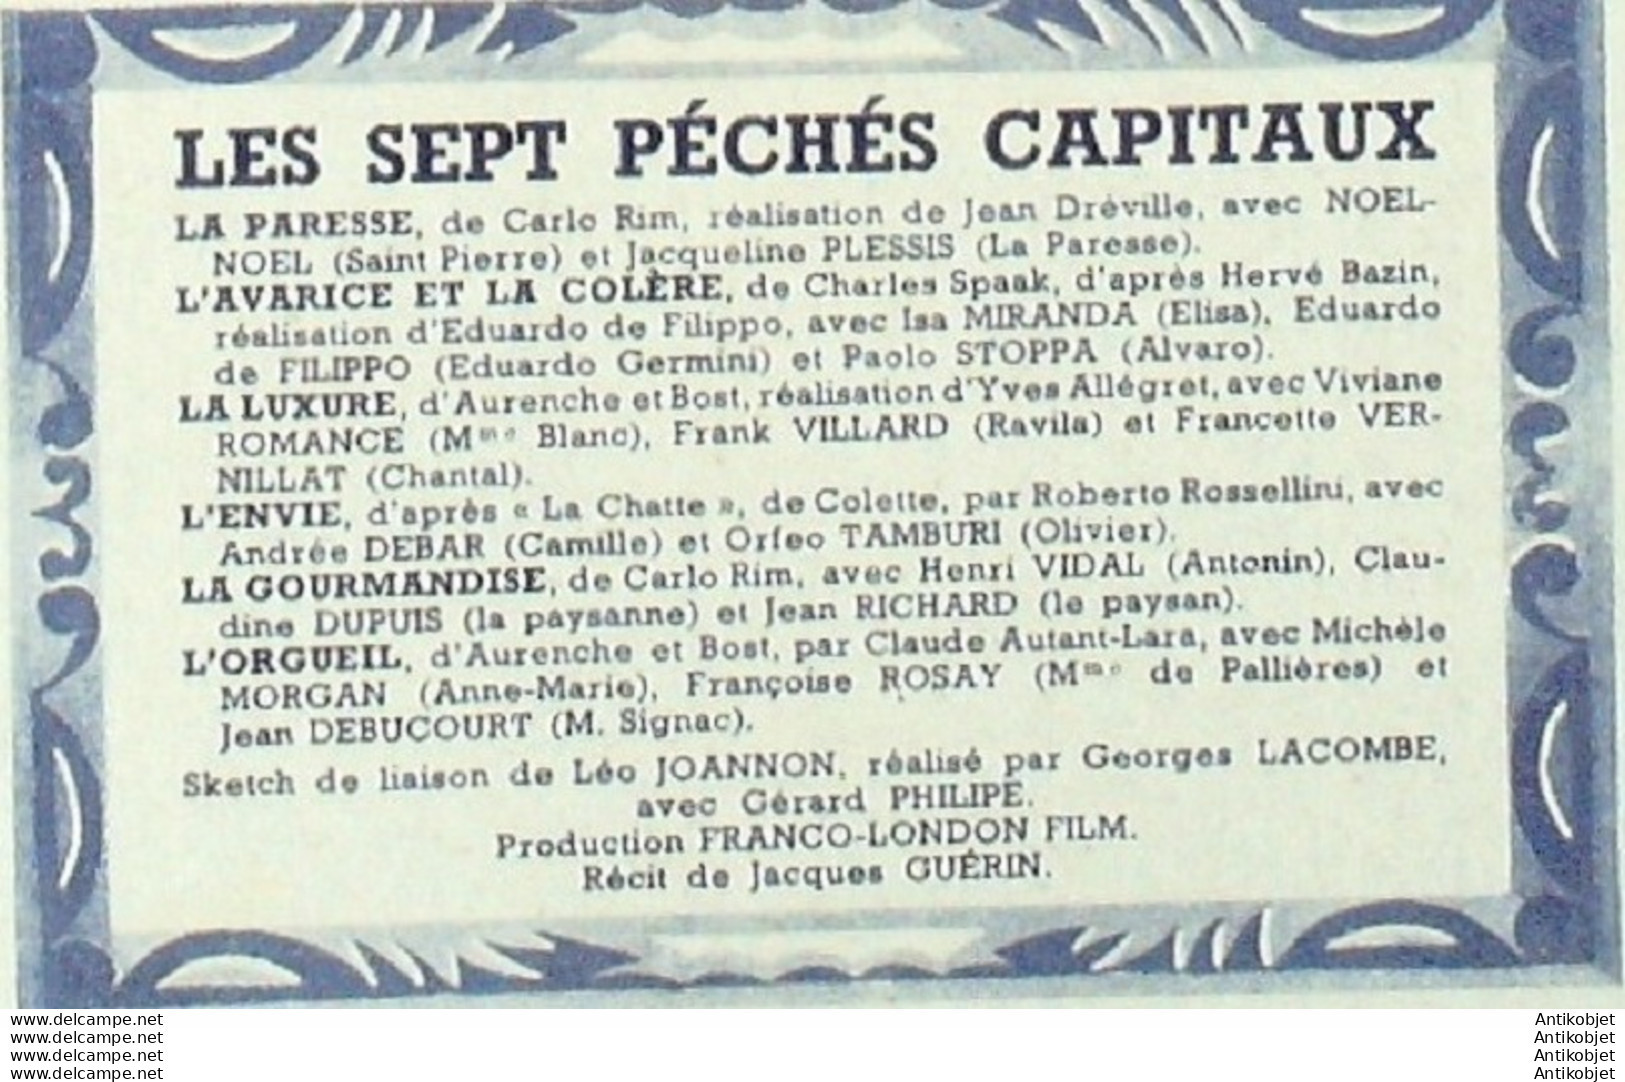 LES SEPT PÉCHÉS CAPITAUX
LA PARESSE, de Carlo Rim, réalisation de Jean Dréville, avec NOEL-
NOEL (Saint Pierre) et Jacqueline PLESSIS (La Paresse).
L'AVARICE ET LA COLÈRE, de Charles Spaak, d'après Hervé Bazin,
réalisation d'Eduardo de Filippo, avec Isa MIRANDA (Elisa), Eduardo
de FILIPPO (Eduardo Germini) et Paolo STOPPA (Alvaro).
LA LUXURE, d'Aurenche et Bost, réalisation d'Yves Allégret, avec Viviane
ROMANCE (Mme Blanc), Frank VILLARD (Ravila) et Francette VER-
NILLAT (Chantal).
L'ENVIE, d'après « La Chatte », de Colette, par Roberto Rossellini, avec
Andrée DEBAR (Camille) et Orfeo TAMBURI (Olivier).
LA GOURMANDISE, de Carlo Rim, avec Henri VIDAL (Antonin), Clau-
dine DUPUIS (la paysanne) et Jean RICHARD (le paysan).
L'ORGUEIL, d'Aurenche et Bost, par Claude Autant-Lara, avec Michèle
MORGAN (Anne-Marie), Françoise ROSAY (Mme de Pallières) et
Jean DEBUCOURT (M. Signac).
Sketch de liaison de Léo JOANNON, réalisé par Georges LACOMBE,
avec Gérard PHILIPE.
Production FRANCO-LONDON FILM.
Récit de Jacques GUÉRIN.
www.delcampe.net
www.delcampe.net
www.delcampe.net
www.delcampe.net
Antikobjet
Antikobjet
Antikobjet
Antikobjet